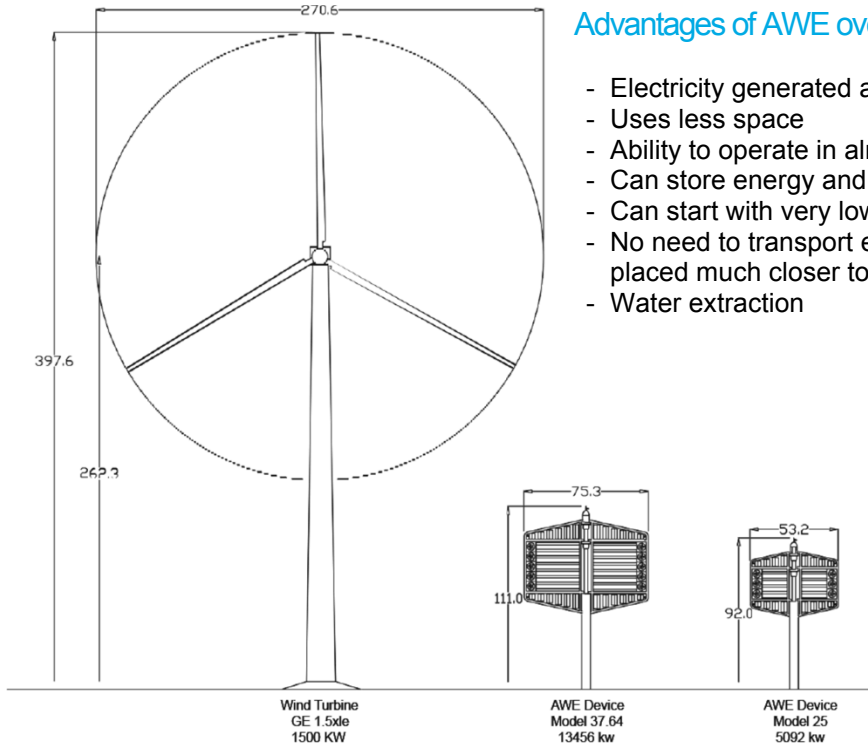 270.6
Advantages of AWE ov
- Electricity generated a
- Uses less space
- Ability to operate in al
- Can store energy and
- Can start with very lo
- No need to transport e
placed much closer to
- Water extraction
397.6
262.3
75.3
53.2
111.0
92.0
Wind Turbine
GE 1.5xle
1500 KW
AWE Device
Model 37.64
13456 kw
AWE Device
Model 25
5092 kw